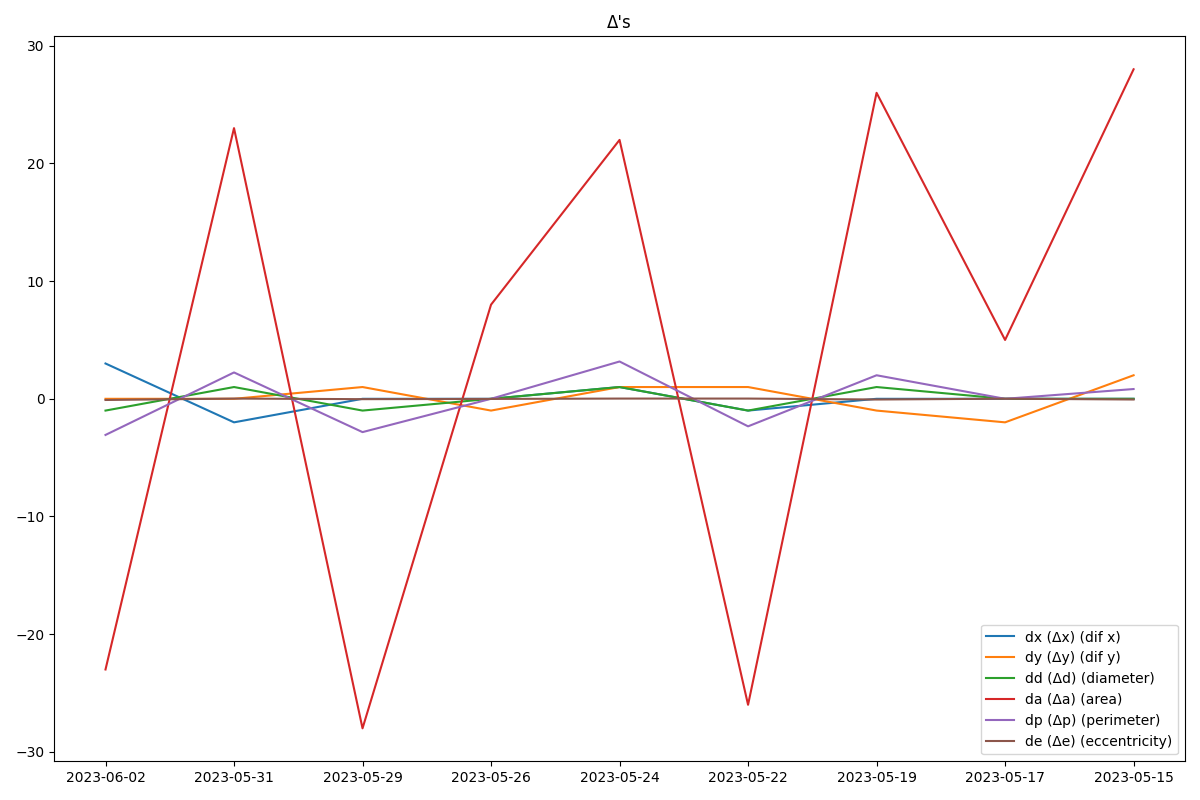 Δ's
30
20
10
0
−10
−20
−30
2023-06-02 2023-05-31 2023-05-29 2023-05-26 2023-05-24 2023-05-22 2023-05-19 2023-05-17 2023-05-15
dx (Δx) (dif x)
dy (Δy) (dif y)
dd (Δd) (diameter)
da (Δa) (area)
dp (Δp) (perimeter)
de (Δe) (eccentricity)